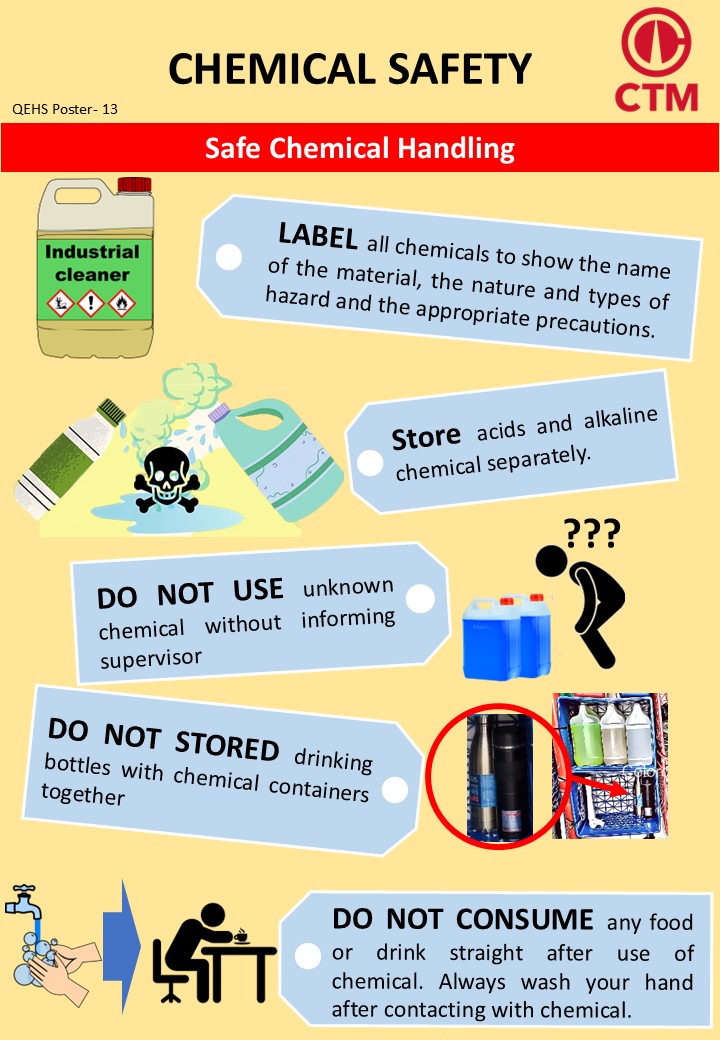 CHEMICAL SAFETY
CTM
QEHS Poster- 13
Safe Chemical Handling
Industrial
cleaner
LABEL all chemicals to show the name
of the material, the nature and types of
hazard and the appropriate precautions.
Store acids and alkaline
chemical separately.
???
DO NOT USE unknown
chemical without informing
supervisor
DO NOT STORED drinking
bottles with chemical containers
together
DO NOT CONSUME any food
or drink straight after use of
chemical. Always wash your hand
after contacting with chemical.